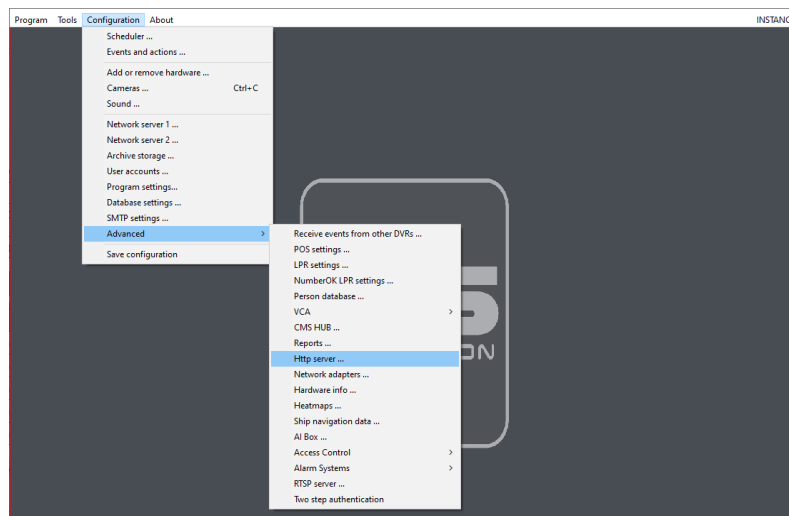 Program Tools Configuration About INSTANC
Scheduler ...
Events and actions ...
Add or remove hardware ...
Cameras ... Ctrl+C
Sound ...
Network server 1 ...
Network server 2 ...
Archive storage ...
User accounts ...
Program settings...
Database settings ...
SMTP settings ...
Advanced
Save configuration
Receive events from other DVRs ...
POS settings ...
LPR settings ...
NumberOK LPR settings ...
Person database ...
VCA
CMS HUB ...
Reports ...
Http server ...
Network adapters ...
Hardware info ...
Heatmaps ...
Ship navigation data ...
AI Box ...
Access Control
Alarm Systems
RTSP server ...
Two step authentication
ON